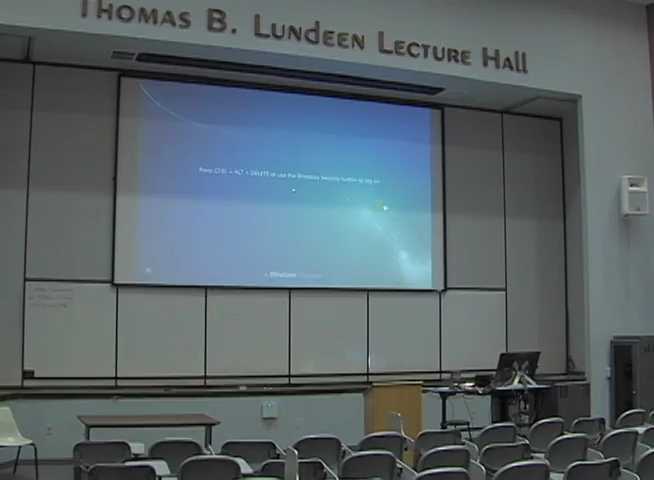 Thomas B. Lundeen Lecture Hall
Press CTRL + ALT + DELETE or use the Windows Security button to log on.
Windows